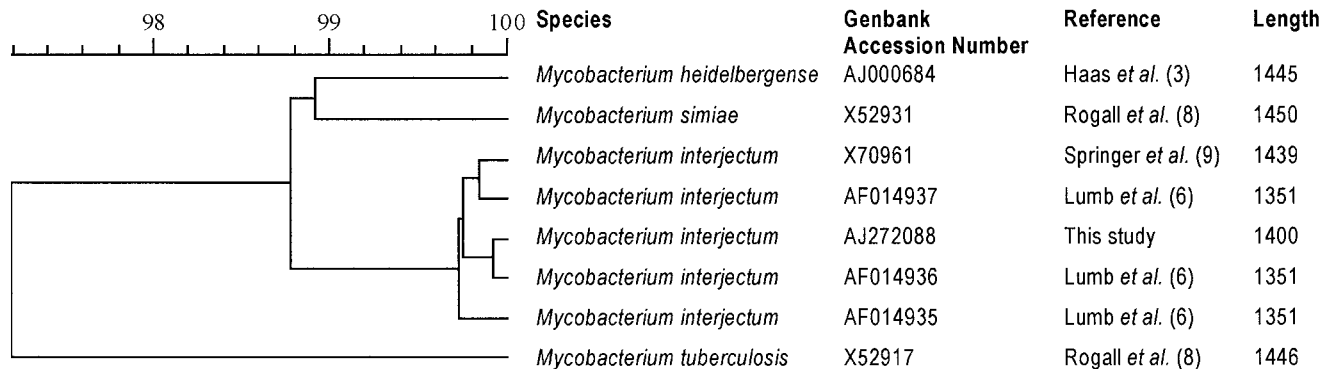 98 99 100 Species Genbank Reference Length
Accession Number
Mycobacterium heidelbergense AJ000684 Haas et al. (3) 1445
Mycobacterium simiae X52931 Rogall et al. (8) 1450
Mycobacterium interjectum X70961 Springer et al. (9) 1439
Mycobacterium interjectum AF014937 Lumb et al. (6) 1351
Mycobacterium interjectum AJ272088 This study 1400
Mycobacterium interjectum AF014936 Lumb et al. (6) 1351
Mycobacterium interjectum AF014935 Lumb et al. (6) 1351
Mycobacterium tuberculosis X52917 Rogall et al. (8) 1446